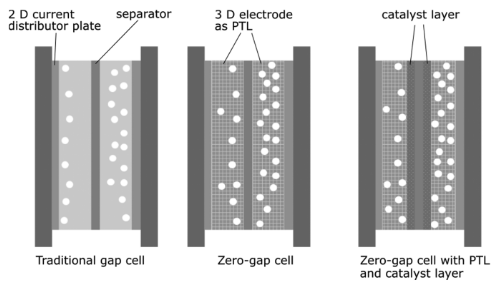 2 D current
distributor plate
separator
3 D electrode
as PTL
catalyst layer
Traditional gap cell
Zero-gap cell
Zero-gap cell with PTL
and catalyst layer